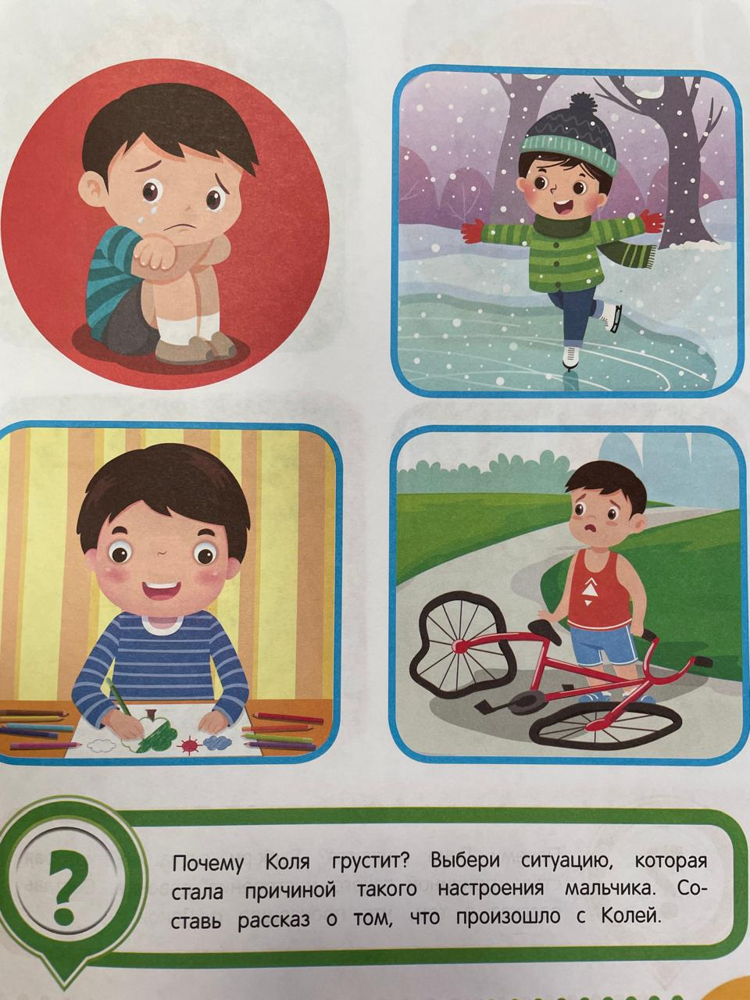 ?
Почему Коля грустит? Выбери ситуацию, которая
стала причиной такого настроения мальчика. Со-
ставь рассказ о том, что произошло с Колей.